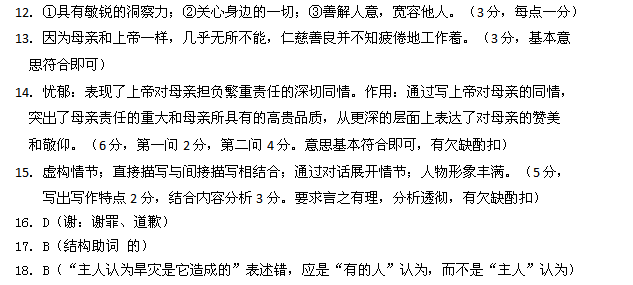 12. ①具有敏锐的洞察力；②关心身边的一切；③善解人意，宽容他人。（3分，每点一分）
13. 因为母亲和上帝一样，几乎无所不能，仁慈善良并不知疲倦地工作着。（3分，基本意
思符合即可）
14. 忧郁：表现了上帝对母亲担负繁重责任的深切同情。作用：通过写上帝对母亲的同情，
突出了母亲责任的重大和母亲所具有的高贵品质，从更深的层面上表达了对母亲的赞美
和敬仰。（6分，第一问2分，第二问4分。意思基本符合即可，有欠缺酌扣）
15. 虚构情节；直接描写与间接描写相结合；通过对话展开情节；人物形象丰满。（5分，
写出写作特点2分，结合内容分析3分。要求言之有理，分析透彻，有欠缺酌扣）
16. D（谢：谢罪、道歉）
17. B（结构助词 的）
18. B（“主人认为旱灾是它造成的”表述错，应是“有的人”认为，而不是“主人”认为）